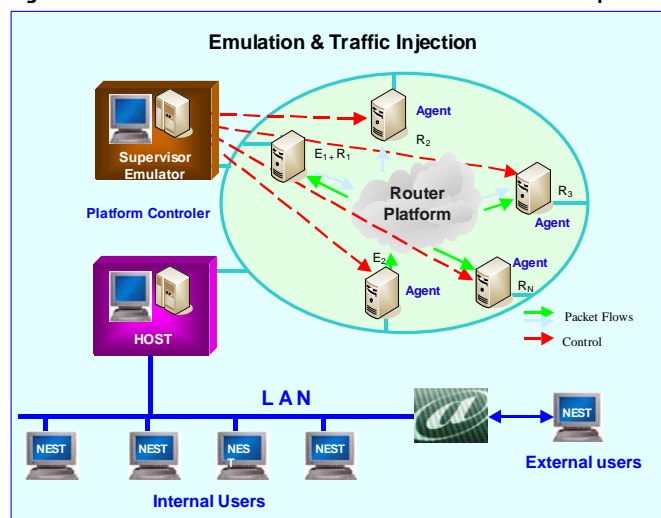 Emulation & Traffic Injection
Agent
R2
E1 + R1
Supervisor
Emulator
Router
Platform
R3
Platform Controler
Agent
Agent
E2
Agent
RN
HOST
Packet Flows
Control
LAN
NEST
NEST
NEST
NES
T
NEST
External users
Internal Users